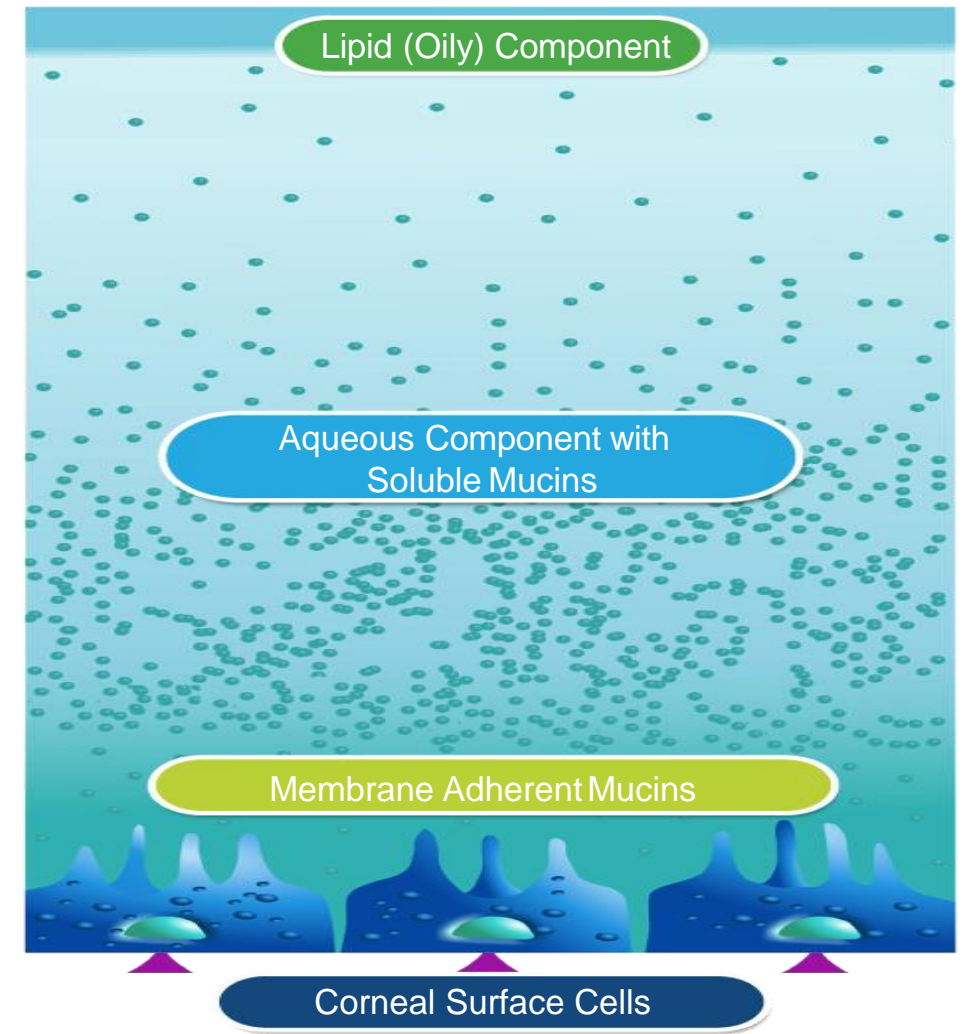 Lipid (Oily) Component
Aqueous Component with
Soluble Mucins
Membrane Adherent Mucins
Corneal Surface Cells